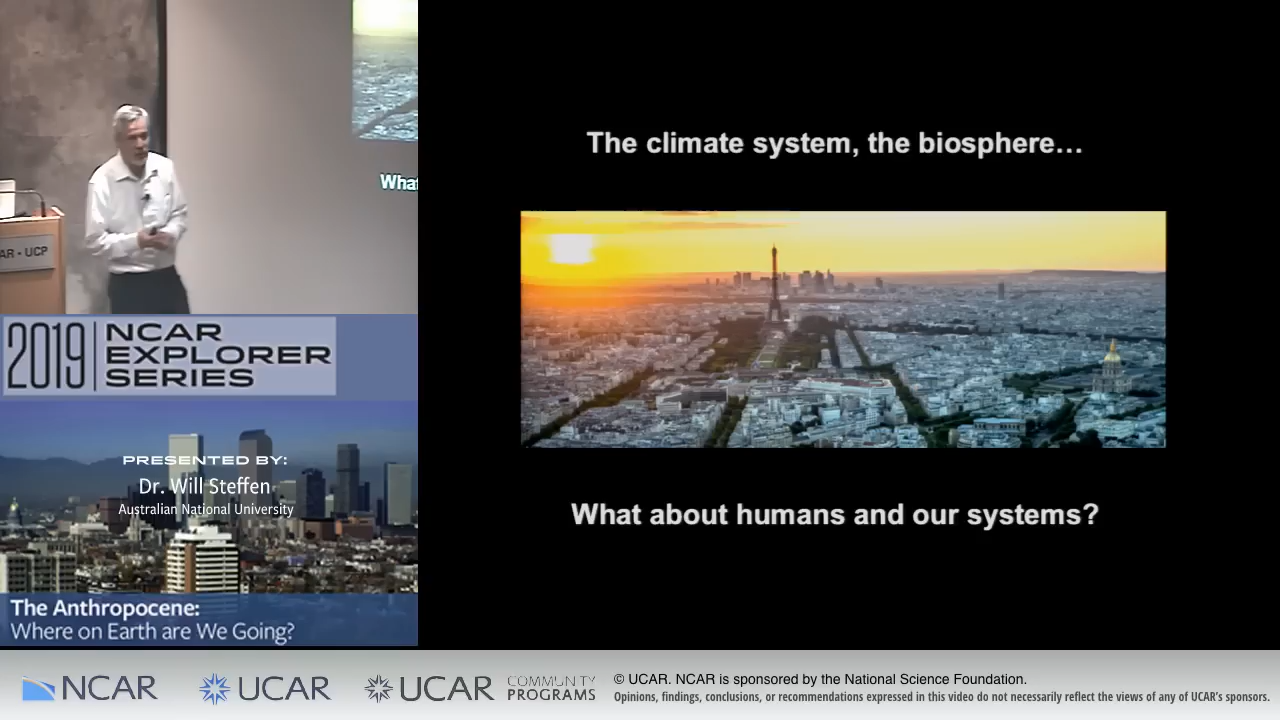 What
AR • UCP
2019 NCAR
EXPLORER
SERIES
PRESENTED BY:
Dr. Will Steffen
Australian National University
The Anthropocene:
Where on Earth are We Going?
The climate system, the biosphere…
What about humans and our systems?
NCAR
UCAR
UCAR
COMMUNITY
PROGRAMS
© UCAR. NCAR is sponsored by the National Science Foundation.
Opinions, findings, conclusions, or recommendations expressed in this video do not necessarily reflect the views of any of UCAR's sponsors.